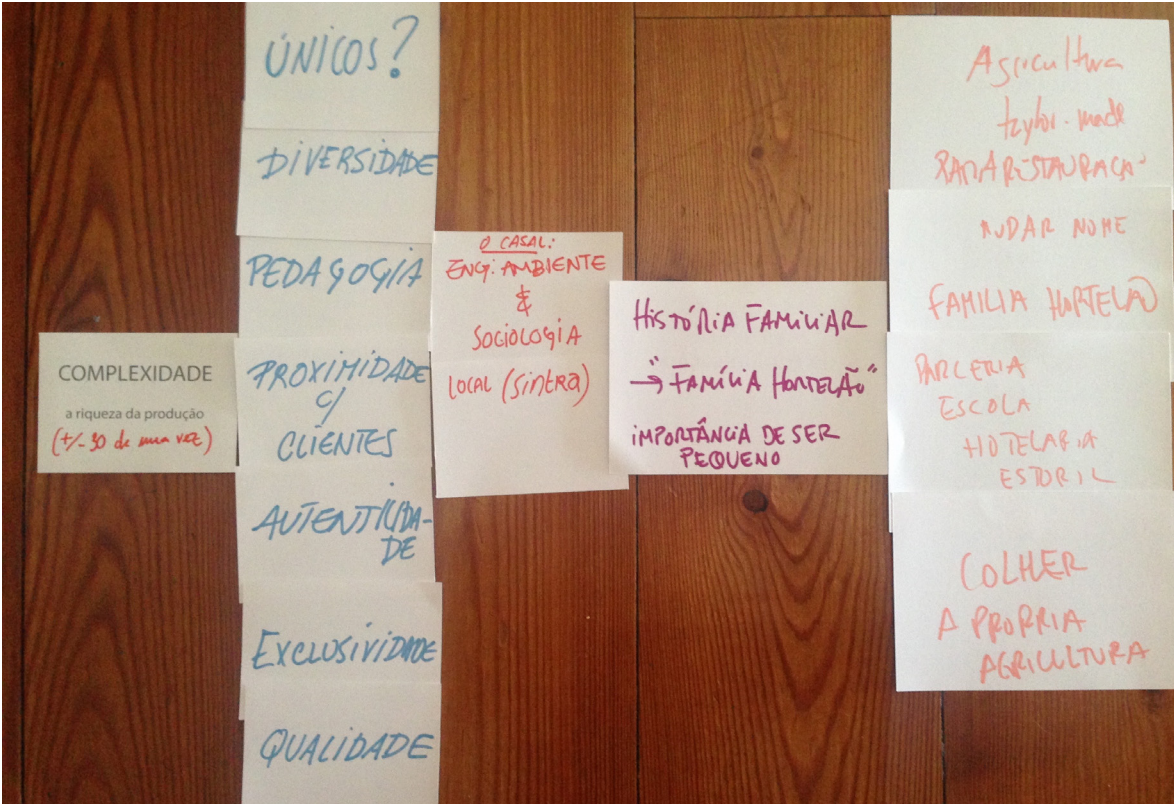 COMPLEXIDADE
a riqueza da produção
(+/- 30 de uma vez)
ÚNICOS?
DIVERSIDADE
PEDAGOGIA
PROXIMIDADE
C/
CLIENTES
AUTENTICIDA-
DE
EXCLUSIVIDADE
QUALIDADE
O CASAL:
ENG. AMBIENTE
&
SOCIOLOGIA
LOCAL (SINTRA)
HISTÓRIA FAMILIAR
→ "FAMÍLIA HORTELÃO"
IMPORTÂNCIA DE SER
PEQUENO
Agricultura
taylor-made
PARA RESTAURAÇÃO
MUDAR NOME
FAMILIA HORTELÃO
PARCERIA
ESCOLA
HOTELARIA
ESTORIL
COLHER
A PROPRIA
AGRICULTURA